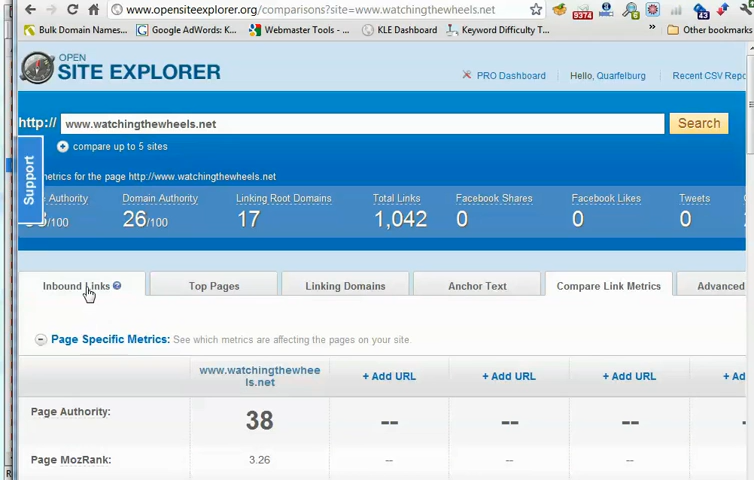 www.opensiteexplorer.org/comparisons?site=www.watchingthewheels.net
9374 43
Bulk Domain Names... Google AdWords: K... Webmaster Tools - ... KLE Dashboard Keyword Difficulty T... » Other bookmarks
OPEN
SITE EXPLORER
PRO Dashboard Hello, Quarfelburg Recent CSV Repo
http:// www.watchingthewheels.net Search
compare up to 5 sites
Support
metrics for the page http://www.watchingthewheels.net
Authority Domain Authority Linking Root Domains Total Links Facebook Shares Facebook Likes Tweets
/100 26/100 17 1,042 0 0 0
Inbound Links ? Top Pages Linking Domains Anchor Text Compare Link Metrics Advanced
Page Specific Metrics: See which metrics are affecting the pages on your site
www.watchingthewhee
ls.net + Add URL + Add URL + Add URL + Ad
Page Authority: 38 -- -- --
Page MozRank: 3.26 -- -- --